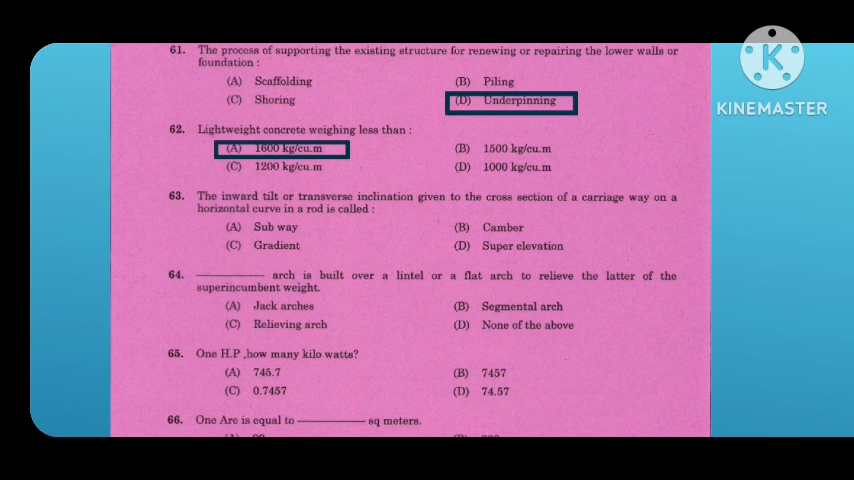 61. The process of supporting the existing structure for renewing or repairing the lower walls or
foundation :
(A) Scaffolding (B) Piling
(C) Shoring (D) Underpinning
62. Lightweight concrete weighing less than :
(A) 1600 kg/cu.m (B) 1500 kg/cu.m
(C) 1200 kg/cu.m (D) 1000 kg/cu.m
63. The inward tilt or transverse inclination given to the cross section of a carriage way on a
horizontal curve in a rod is called :
(A) Sub way (B) Camber
(C) Gradient (D) Super elevation
64. ________ arch is built over a lintel or a flat arch to relieve the latter of the
superincumbent weight.
(A) Jack arches (B) Segmental arch
(C) Relieving arch (D) None of the above
65. One H.P ,how many kilo watts?
(A) 745.7 (B) 7457
(C) 0.7457 (D) 74.57
66. One Are is equal to ________ sq meters.
KINEMASTER